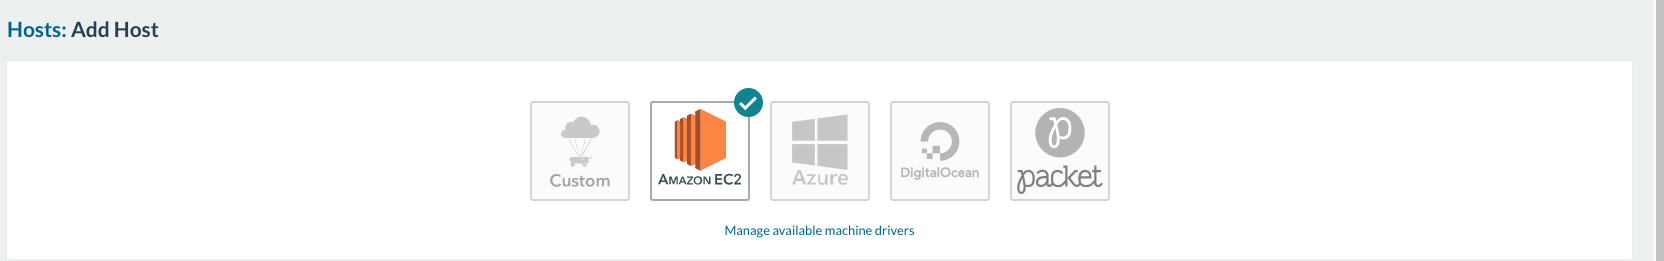 Hosts: Add Host
Custom
AMAZON EC2
Azure
DigitalOcean
packet
Manage available machine drivers